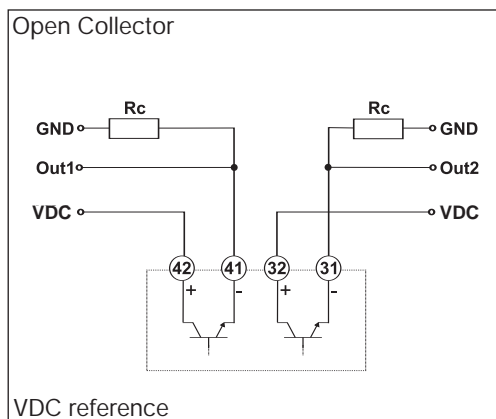 Open Collector
Rc Rc
GND GND
Out1 Out2
VDC VDC
42 41 32 31
+ - + -
VDC reference